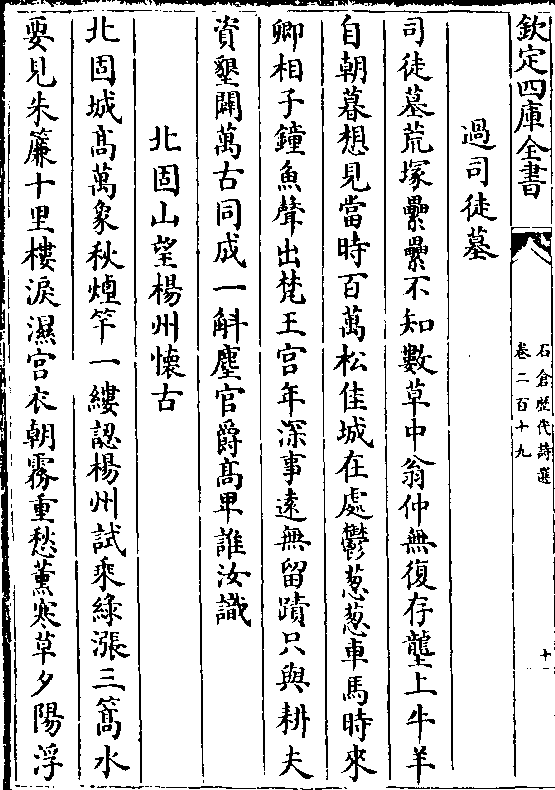 欽定四庫全書
石倉歷代詩選
卷二百十九
十
過司徒墓
司徒墓荒塚纍纍不知數草中翁仲無復存壟上牛羊
自朝暮想見當時百萬松佳城在處鬱葱葱車馬時來
卿相子鐘魚聲出梵王宮年深事遠無留蹟只與耕夫
資墾闢萬古同成一斛塵官爵高卑誰汝識
北固山望楊州懷古
北固城高萬象秋煙竿一縷認楊州試乘綠漲三篙水
要見朱簾十里樓淚濕宮衣朝霧重愁薰寒草夕陽浮